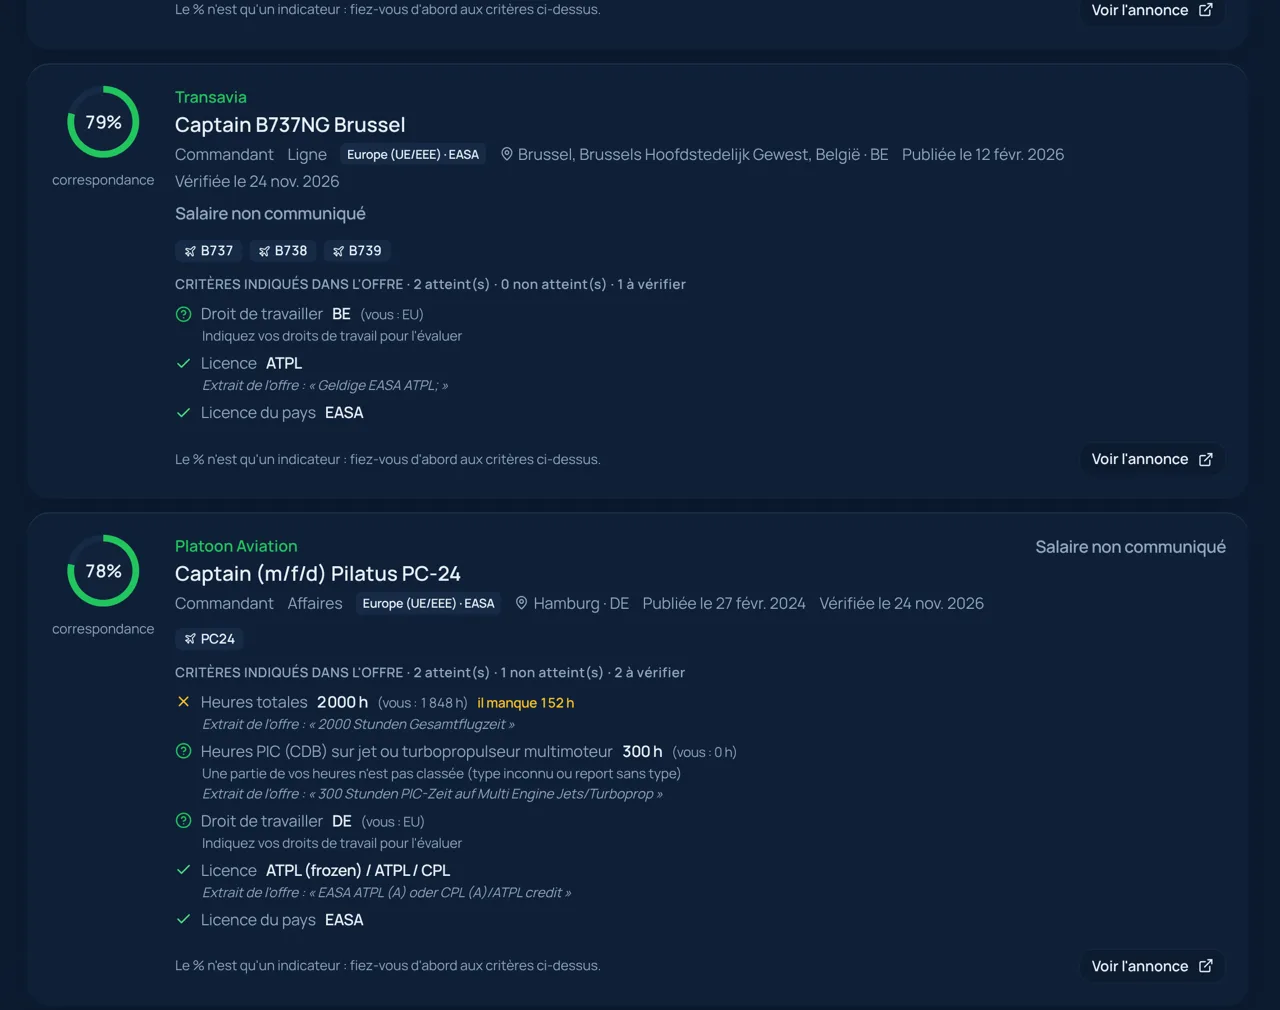 Le % n'est qu'un indicateur : fiez-vous d'abord aux critères ci-dessus.
Voir l'annonce
79%
correspondance
Transavia
Captain B737NG Brussel
Commandant Ligne Europe (UE/EEE) · EASA Brussel, Brussels Hoofdstedelijk Gewest, België · BE Publiée le 12 févr. 2026
Vérifiée le 24 nov. 2026
Salaire non communiqué
B737 B738 B739
CRITÈRES INDIQUÉS DANS L'OFFRE · 2 atteint(s) · 0 non atteint(s) · 1 à vérifier
Droit de travailler BE (vous : EU)
Indiquez vos droits de travail pour l'évaluer
Licence ATPL
Extrait de l'offre : « Geldige EASA ATPL; »
Licence du pays EASA
Le % n'est qu'un indicateur : fiez-vous d'abord aux critères ci-dessus.
Voir l'annonce
78%
correspondance
Platoon Aviation
Salaire non communiqué
Captain (m/f/d) Pilatus PC-24
Commandant Affaires Europe (UE/EEE) · EASA Hamburg · DE Publiée le 27 févr. 2024 Vérifiée le 24 nov. 2026
PC24
CRITÈRES INDIQUÉS DANS L'OFFRE · 2 atteint(s) · 1 non atteint(s) · 2 à vérifier
Heures totales 2 000 h (vous : 1 848 h) il manque 152 h
Extrait de l'offre : « 2000 Stunden Gesamtflugzeit »
Heures PIC (CDB) sur jet ou turbopropulseur multimoteur 300 h (vous : 0 h)
Une partie de vos heures n'est pas classée (type inconnu ou report sans type)
Extrait de l'offre : « 300 Stunden PIC-Zeit auf Multi Engine Jets/Turboprop »
Droit de travailler DE (vous : EU)
Indiquez vos droits de travail pour l'évaluer
Licence ATPL (frozen) / ATPL / CPL
Extrait de l'offre : « EASA ATPL (A) oder CPL (A)/ATPL credit »
Licence du pays EASA
Le % n'est qu'un indicateur : fiez-vous d'abord aux critères ci-dessus.
Voir l'annonce